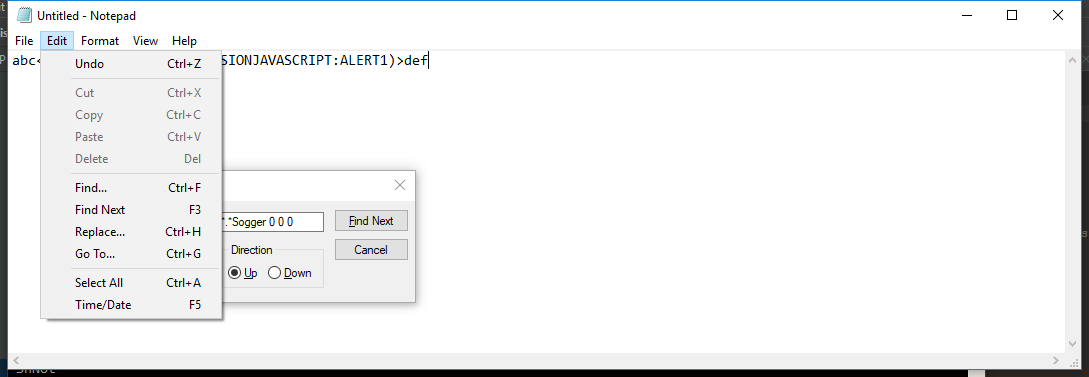 Untitled - Notepad
File Edit Format View Help
abc< SIONJAVASCRIPT:ALERT1)>def
Undo Ctrl+Z
Cut Ctrl+X
Copy Ctrl+C
Paste Ctrl+V
Delete Del
Find... Ctrl+F
Find Next F3
Replace... Ctrl+H
Go To... Ctrl+G
Select All Ctrl+A
Time/Date F5
*.*Sogger 0 0 0
Find Next
Direction
Cancel
Up Down